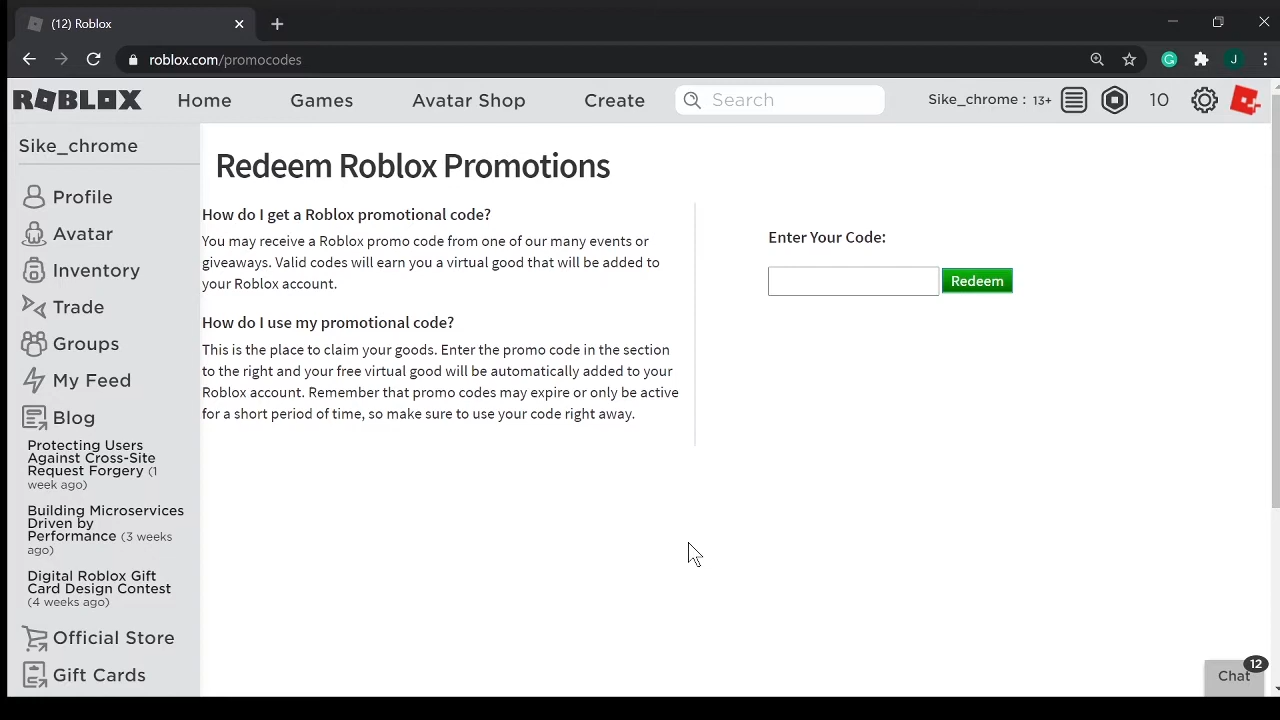 (12) Roblox
roblox.com/promocodes
J
ROBLOX Home Games Avatar Shop Create Search Sike_chrome : 13+ 10
Sike_chrome
Profile
Avatar
Inventory
Trade
Groups
My Feed
Blog
Protecting Users
Against Cross-Site
Request Forgery (1
week ago)
Building Microservices
Driven by
Performance (3 weeks
ago)
Digital Roblox Gift
Card Design Contest
(4 weeks ago)
Official Store
Gift Cards
Redeem Roblox Promotions
How do I get a Roblox promotional code?
You may receive a Roblox promo code from one of our many events or
giveaways. Valid codes will earn you a virtual good that will be added to
your Roblox account.
How do I use my promotional code?
This is the place to claim your goods. Enter the promo code in the section
to the right and your free virtual good will be automatically added to your
Roblox account. Remember that promo codes may expire or only be active
for a short period of time, so make sure to use your code right away.
Enter Your Code:
Redeem
12
Chat